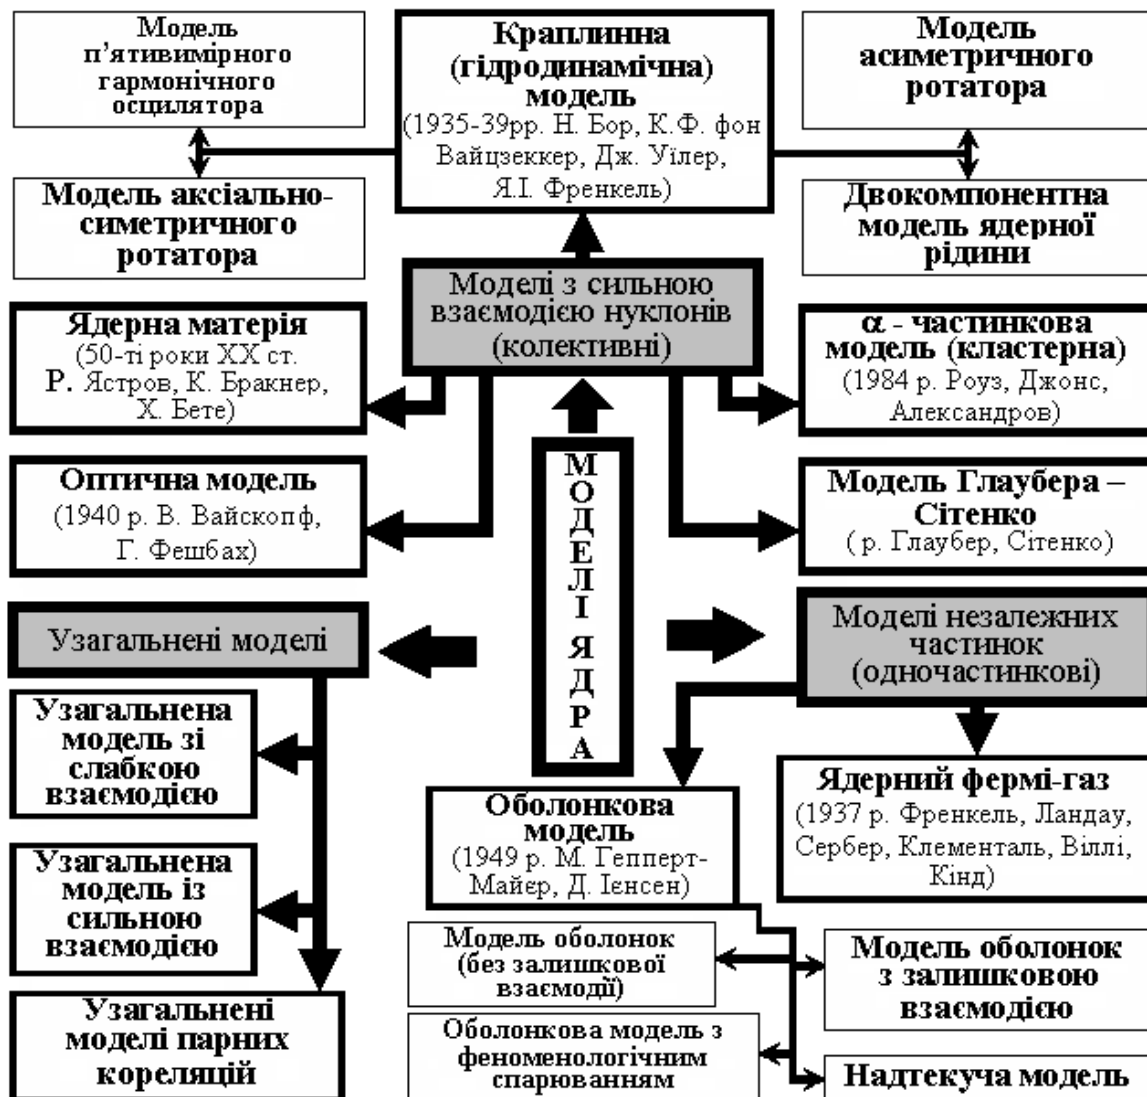 Модель
п’ятивимірного
гармонічного
осцилятора
Краплинна
(гідродинамічна)
модель
(1935-39рр. Н. Бор, К.Ф. фон
Вайцзеккер, Дж. Уїлер,
Я.І. Френкель)
Модель
асиметричного
ротатора
Модель аксіально-
симетричного
ротатора
Двокомпонентна
модель ядерної
рідини
Моделі з сильною
взаємодією нуклонів
(колективні)
Ядерна матерія
(50-ті роки XX ст.
Р. Ястров, К. Бракнер,
Х. Бете)
α - частинкова
модель (кластерна)
(1984 р. Роуз, Джонс,
Александров)
Оптична модель
(1940 р. В. Вайскопф,
Г. Фешбах)
МОДЕЛІ ЯДРА
Модель Глаубера –
Сітенко
( р. Глаубер, Сітенко)
Узагальнені моделі
Моделі незалежних
частинок
(одночастинкові)
Узагальнена
модель зі
слабкою
взаємодією
Узагальнена
модель із
сильною
взаємодією
Узагальнені
моделі парних
кореляцій
Оболонкова
модель
(1949 р. М. Гепперт-
Майєр, Д. Ієнсен)
Ядерний фермі-газ
(1937 р. Френкель, Ландау,
Сербер, Клементаль, Віллі,
Кінд)
Модель оболонок
(без залишкової
взаємодії)
Модель оболонок
з залишковою
взаємодією
Оболонкова модель з
феноменологічним
спарюванням
Надтекуча модель